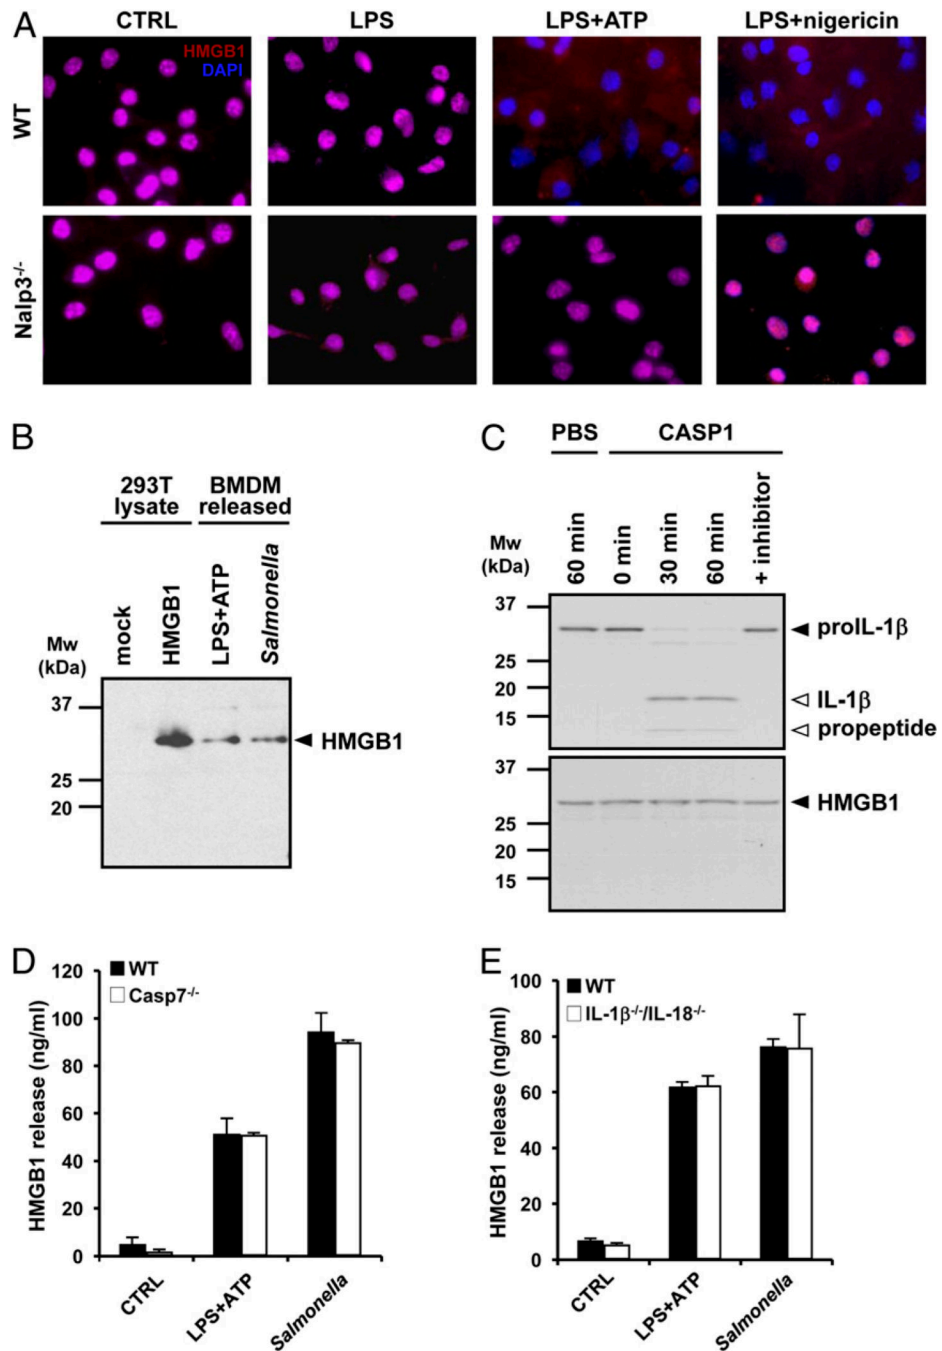 A
CTRL
LPS
LPS+ATP
LPS+nigericin
HMGB1
DAPI
WT
Nalp3-/-
B
293T
lysate
BMDM
released
mock
HMGB1
LPS+ATP
Salmonella
Mw
(kDa)
37
25
20
HMGB1
C
PBS
CASP1
60 min
0 min
30 min
60 min
+ inhibitor
Mw
(kDa)
37
25
20
15
proIL-1β
IL-1β
propeptide
37
25
20
15
HMGB1
D
WT
Casp7-/-
HMGB1 release (ng/ml)
120
100
80
60
40
20
0
CTRL
LPS+ATP
Salmonella
E
WT
IL-1β-/-/IL-18-/-
HMGB1 release (ng/ml)
100
80
60
40
20
0
CTRL
LPS+ATP
Salmonella